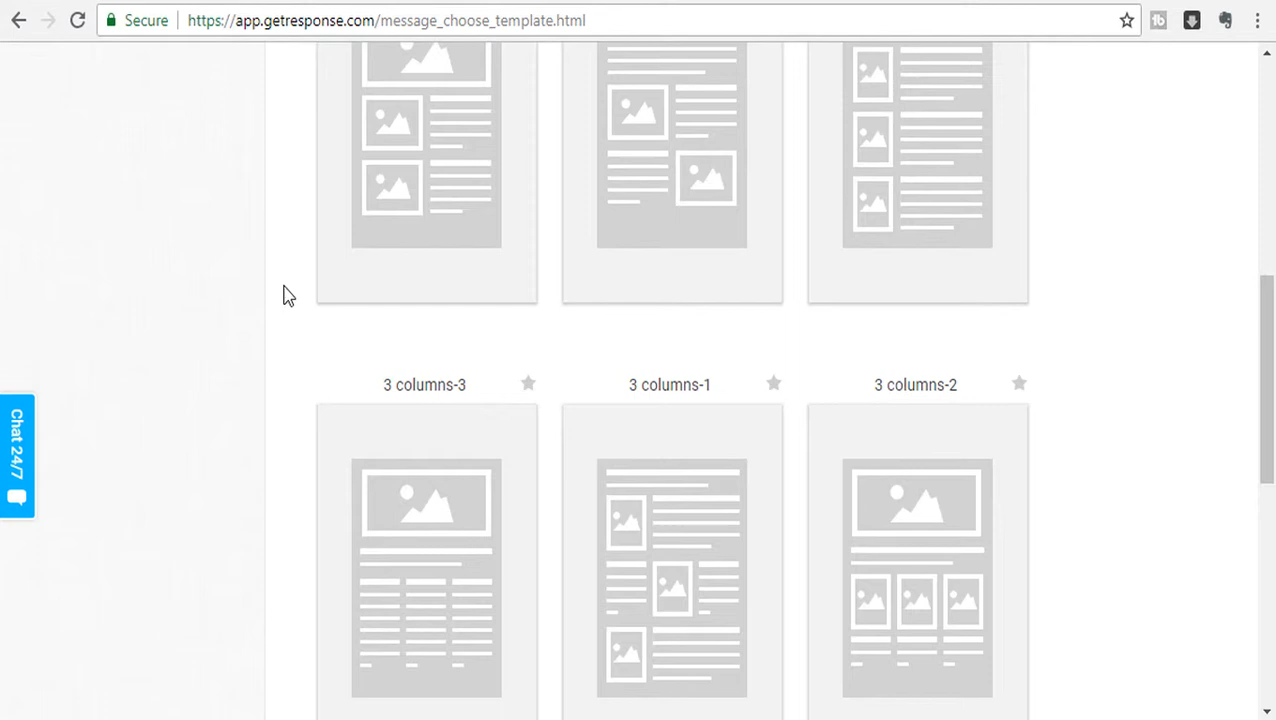 Secure
https://app.getresponse.com/message_choose_template.html
3 columns-3
3 columns-1
3 columns-2
Chat 24/7